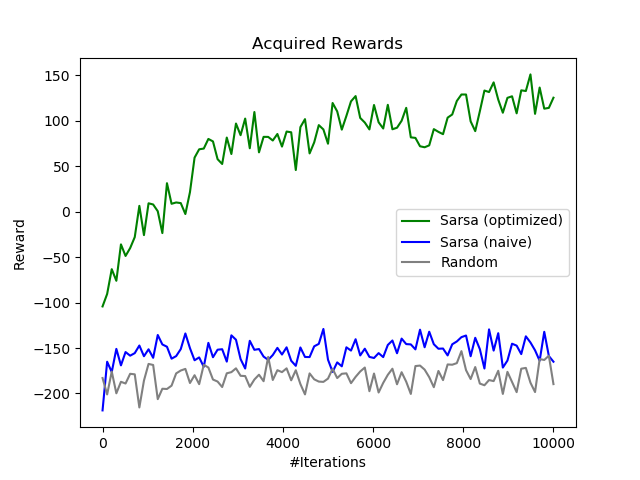 Acquired Rewards
150
100
50
0
−50
−100
−150
−200
Reward
Sarsa (optimized)
Sarsa (naive)
Random
0 2000 4000 6000 8000 10000
#Iterations